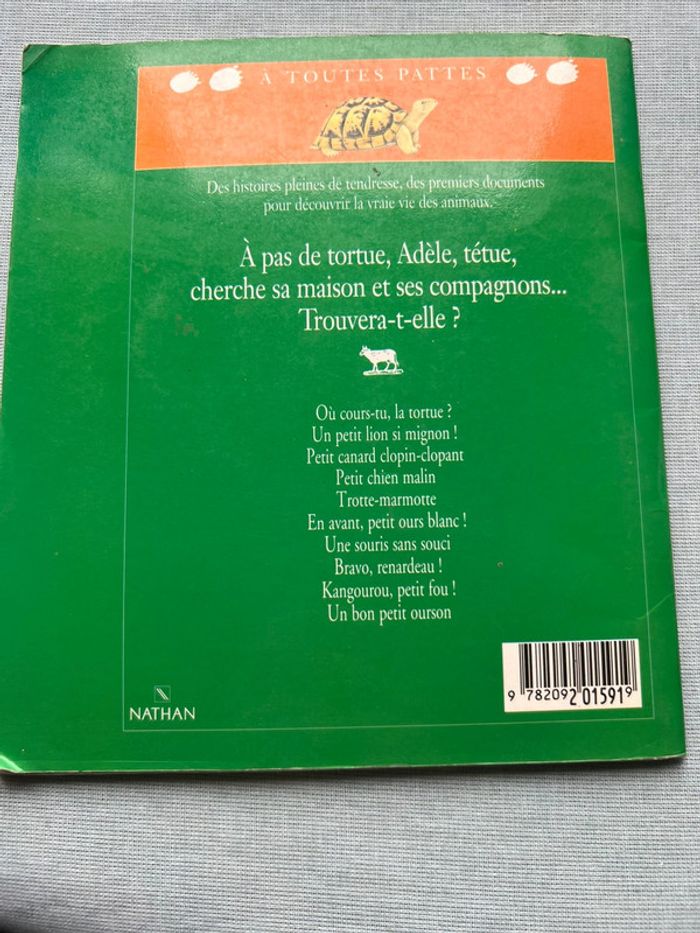 À TOUTES PATTES
Des histoires pleines de tendresse, des premiers documents
pour découvrir la vraie vie des animaux.
À pas de tortue, Adèle, tétue,
cherche sa maison et ses compagnons...
Trouvera-t-elle ?
Où cours-tu, la tortue ?
Un petit lion si mignon !
Petit canard clopin-clopant
Petit chien malin
Trotte-marmotte
En avant, petit ours blanc !
Une souris sans souci
Bravo, renardeau !
Kangourou, petit fou !
Un bon petit ourson
9 782092 015919
NATHAN